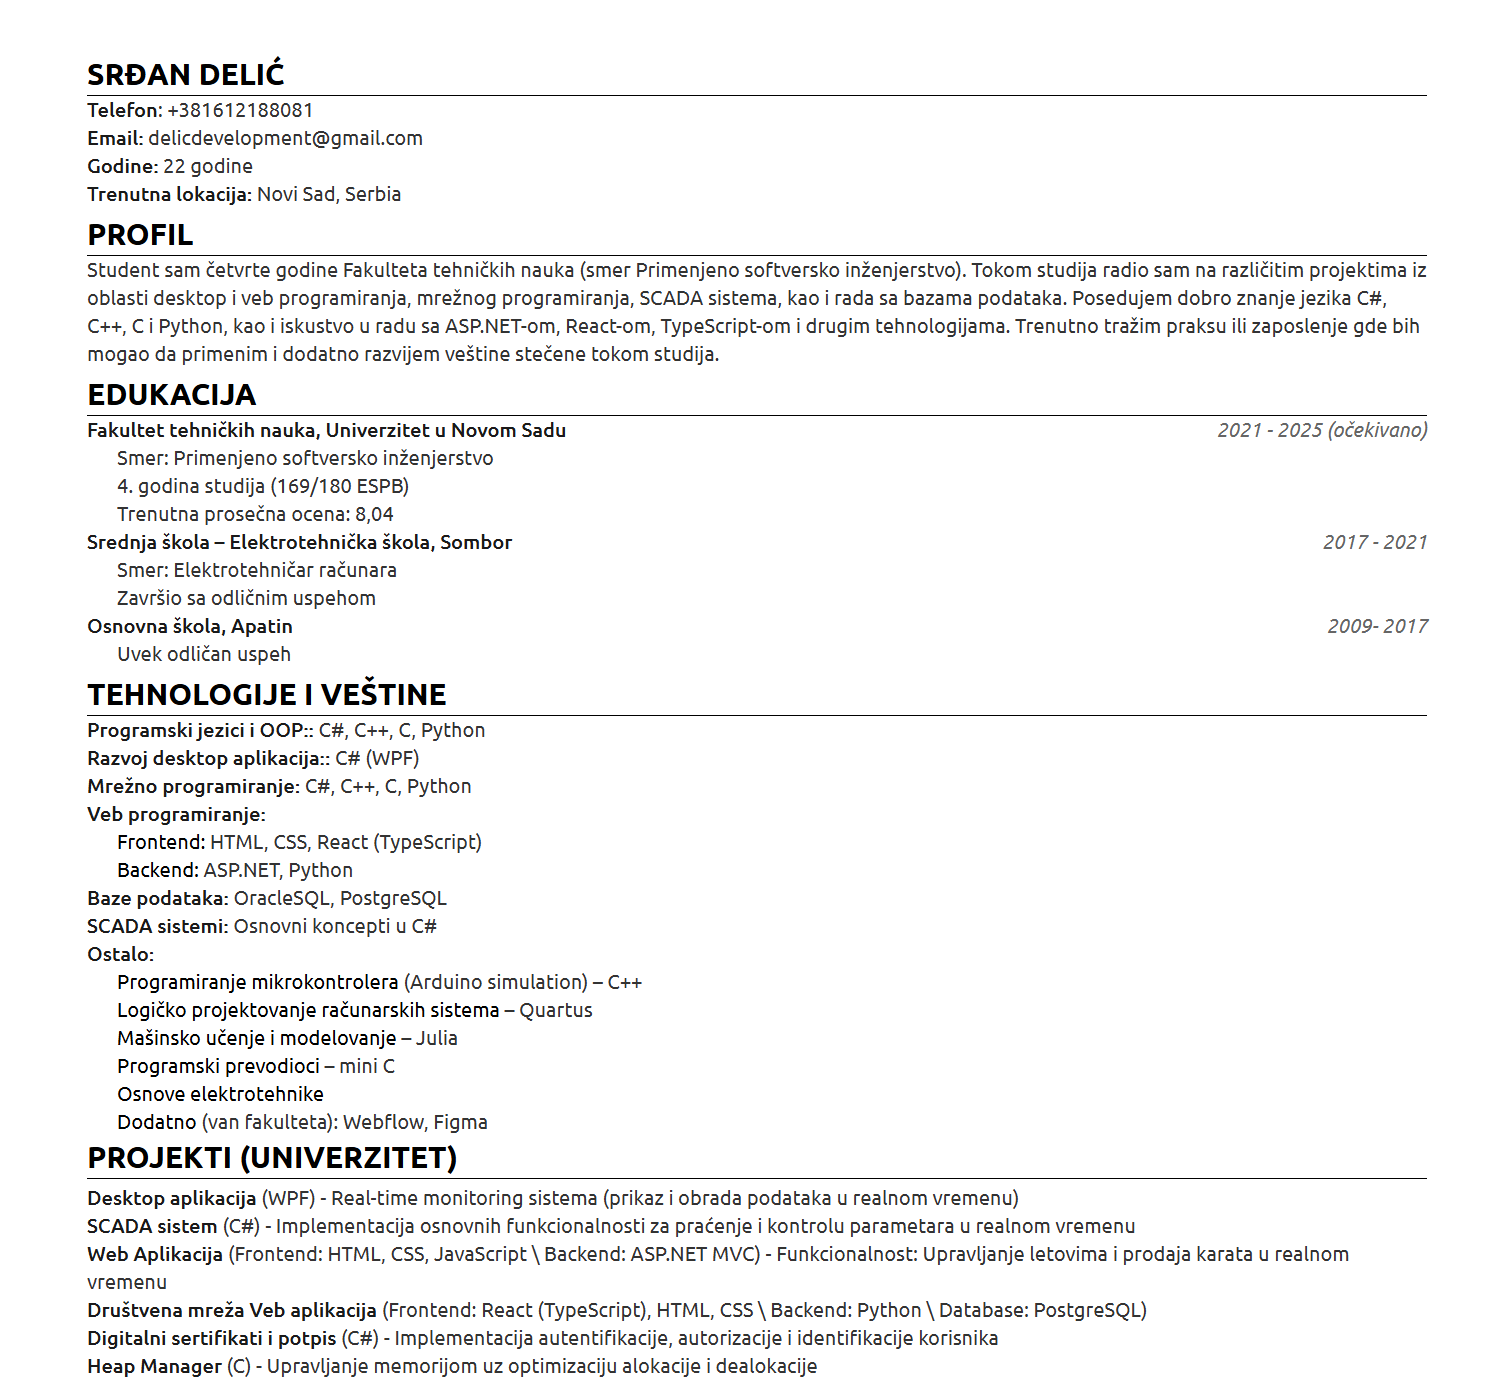 SRĐAN DELIĆ
Telefon: +381612188081
Email: delicdevelopment@gmail.com
Godine: 22 godine
Trenutna lokacija: Novi Sad, Serbia
PROFIL
Student sam četvrte godine Fakulteta tehničkih nauka (smer Primenjeno softversko inženjerstvo). Tokom studija radio sam na različitim projektima iz
oblasti desktop i veb programiranja, mrežnog programiranja, SCADA sistema, kao i rada sa bazama podataka. Posedujem dobro znanje jezika C#,
C++, C i Python, kao i iskustvo u radu sa ASP.NET-om, React-om, TypeScript-om i drugim tehnologijama. Trenutno tražim praksu ili zaposlenje gde bih
mogao da primenim i dodatno razvijem veštine stečene tokom studija.
EDUKACIJA
Fakultet tehničkih nauka, Univerzitet u Novom Sadu 2021 - 2025 (očekivano)
Smer: Primenjeno softversko inženjerstvo
4. godina studija (169/180 ESPB)
Trenutna prosečna ocena: 8,04
Srednja škola – Elektrotehnička škola, Sombor 2017 - 2021
Smer: Elektrotehničar računara
Završio sa odličnim uspehom
Osnovna škola, Apatin 2009- 2017
Uvek odličan uspeh
TEHNOLOGIJE I VEŠTINE
Programski jezici i OOP:: C#, C++, C, Python
Razvoj desktop aplikacija:: C# (WPF)
Mrežno programiranje: C#, C++, C, Python
Veb programiranje:
Frontend: HTML, CSS, React (TypeScript)
Backend: ASP.NET, Python
Baze podataka: OracleSQL, PostgreSQL
SCADA sistemi: Osnovni koncepti u C#
Ostalo:
Programiranje mikrokontrolera (Arduino simulation) – C++
Logičko projektovanje računarskih sistema – Quartus
Mašinsko učenje i modelovanje – Julia
Programski prevodioci – mini C
Osnove elektrotehnike
Dodatno (van fakulteta): Webflow, Figma
PROJEKTI (UNIVERZITET)
Desktop aplikacija (WPF) - Real-time monitoring sistema (prikaz i obrada podataka u realnom vremenu)
SCADA sistem (C#) - Implementacija osnovnih funkcionalnosti za praćenje i kontrolu parametara u realnom vremenu
Web Aplikacija (Frontend: HTML, CSS, JavaScript \ Backend: ASP.NET MVC) - Funkcionalnost: Upravljanje letovima i prodaja karata u realnom
vremenu
Društvena mreža Veb aplikacija (Frontend: React (TypeScript), HTML, CSS \ Backend: Python \ Database: PostgreSQL)
Digitalni sertifikati i potpis (C#) - Implementacija autentifikacije, autorizacije i identifikacije korisnika
Heap Manager (C) - Upravljanje memorijom uz optimizaciju alokacije i dealokacije